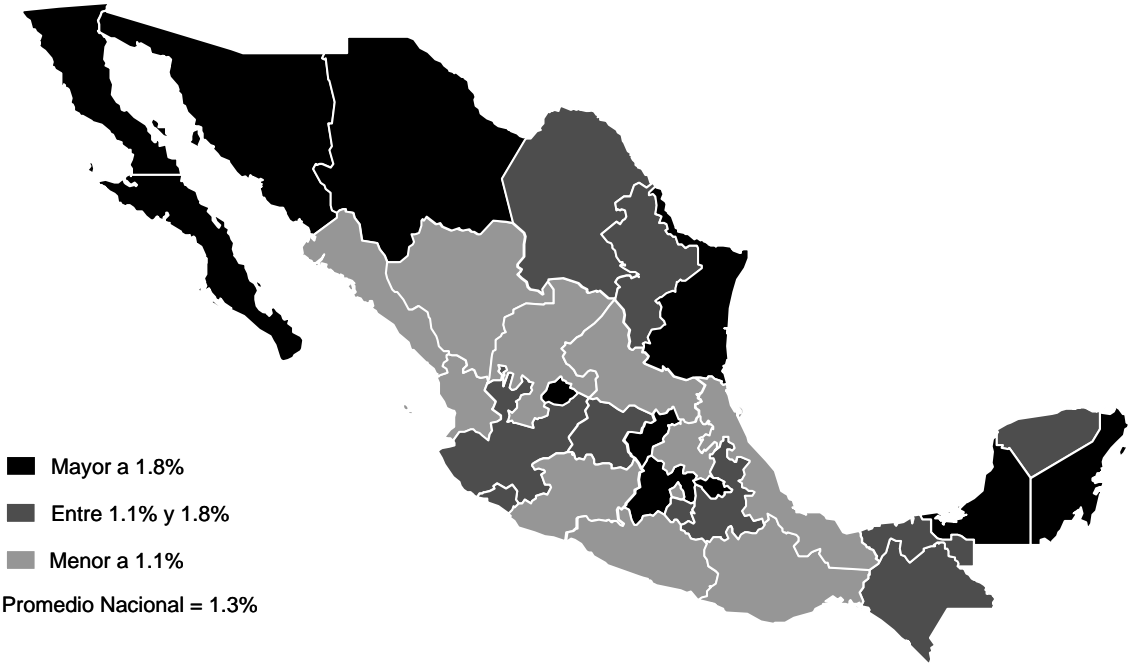 Mayor a 1.8%
Entre 1.1% y 1.8%
Menor a 1.1%
Promedio Nacional = 1.3%